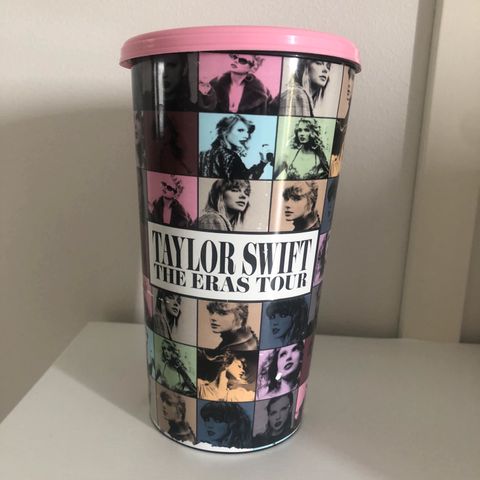 TAYLOR SWIFT
THE ERAS TOUR